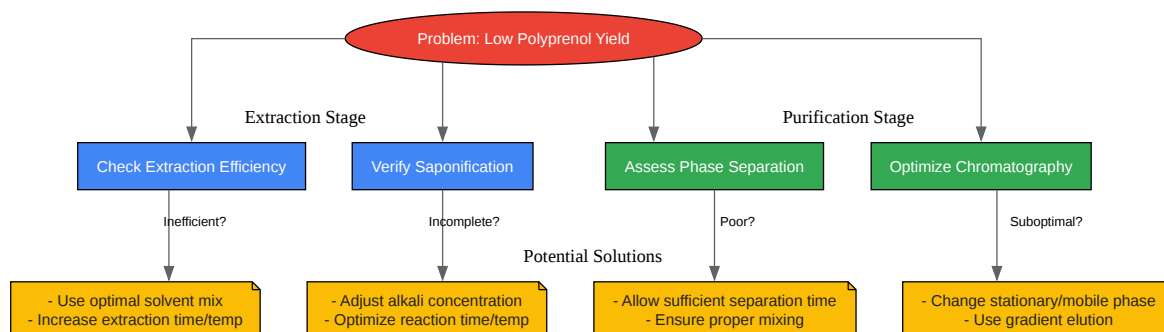 Problem: Low Polyprenol Yield
Extraction Stage
Purification Stage
Check Extraction Efficiency
Verify Saponification
Assess Phase Separation
Optimize Chromatography
Inefficient?
Incomplete?
Poor?
Suboptimal?
Potential Solutions
- Use optimal solvent mix
- Increase extraction time/temp
- Adjust alkali concentration
- Optimize reaction time/temp
- Allow sufficient separation time
- Ensure proper mixing
- Change stationary/mobile phase
- Use gradient elution